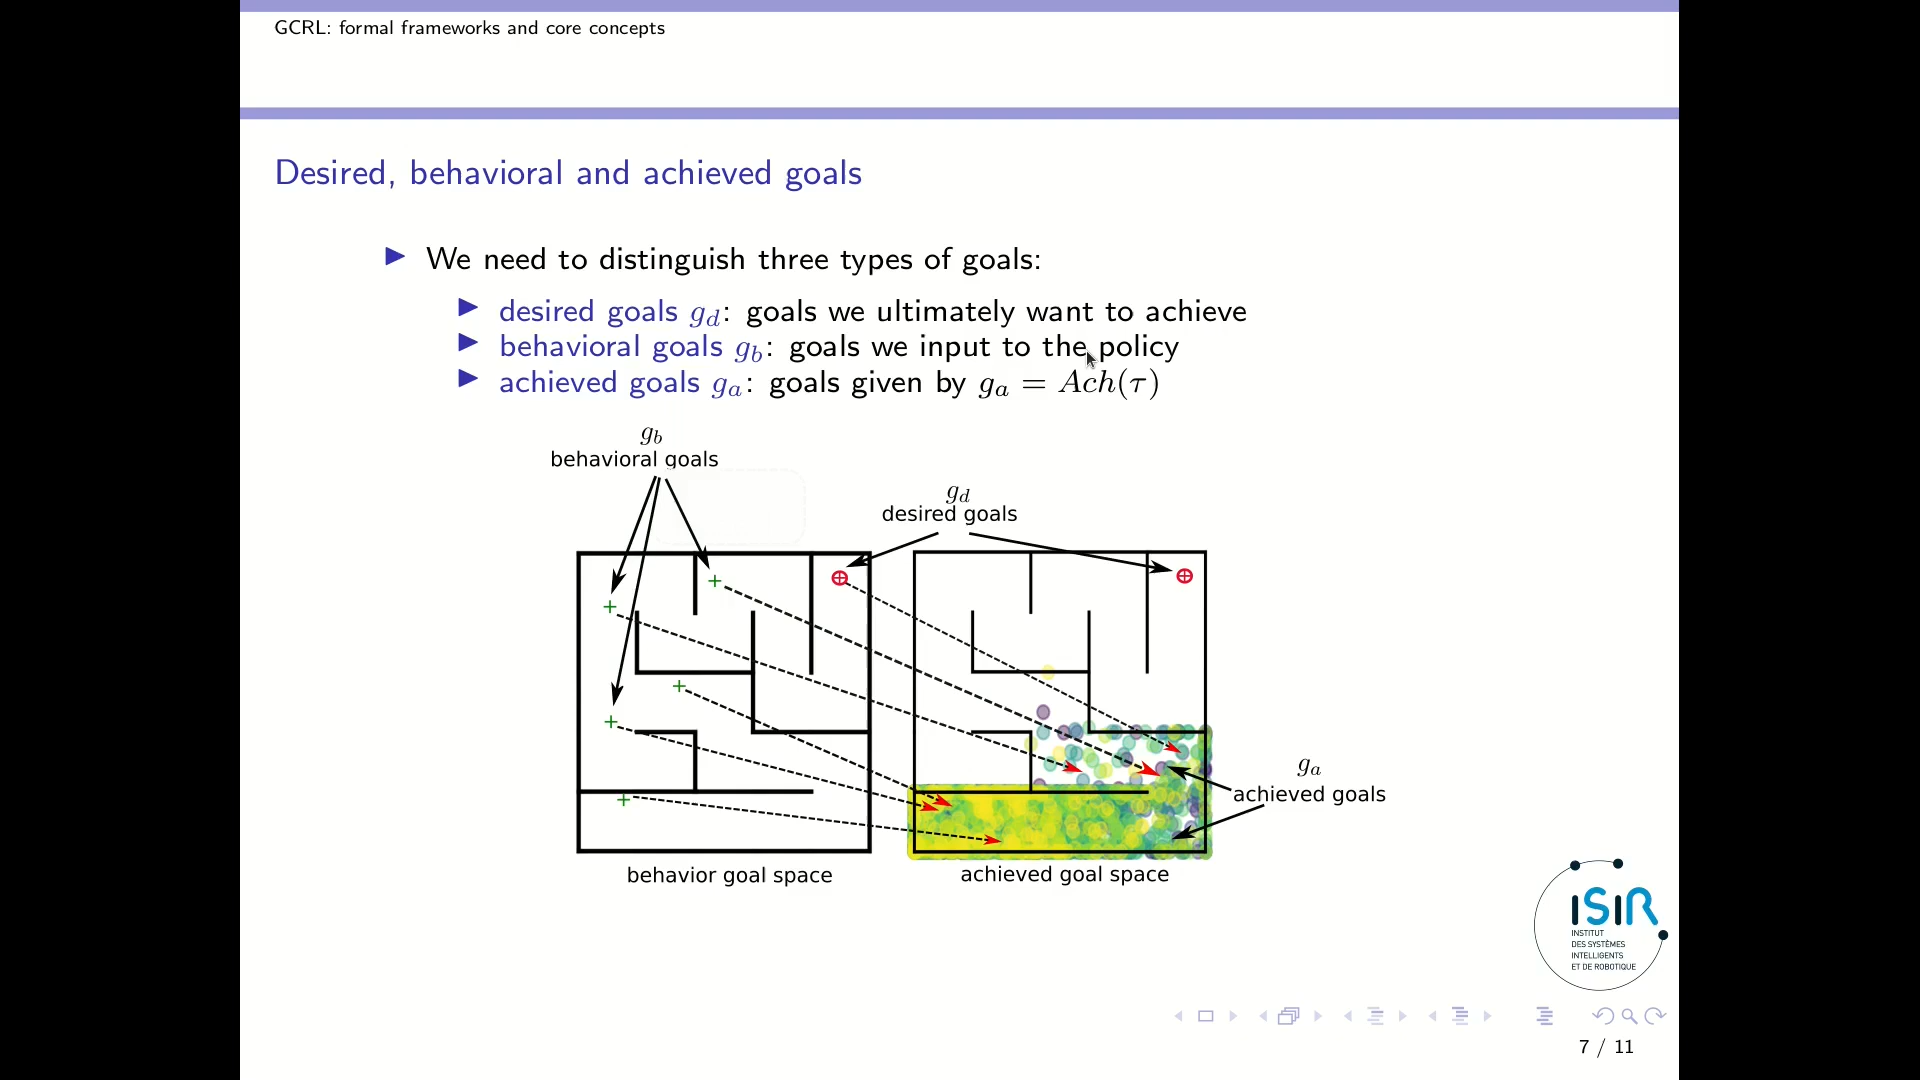 GCRL: formal frameworks and core concepts
Desired, behavioral and achieved goals
We need to distinguish three types of goals:
desired goals g_d: goals we ultimately want to achieve
behavioral goals g_b: goals we input to the policy
achieved goals g_a: goals given by g_a = Ach(τ)
g_b
behavioral goals
g_d
desired goals
g_a
achieved goals
behavior goal space
achieved goal space
ISIR
INSTITUT
DES SYSTÈMES
INTELLIGENTS
ET DE ROBOTIQUE
7 / 11